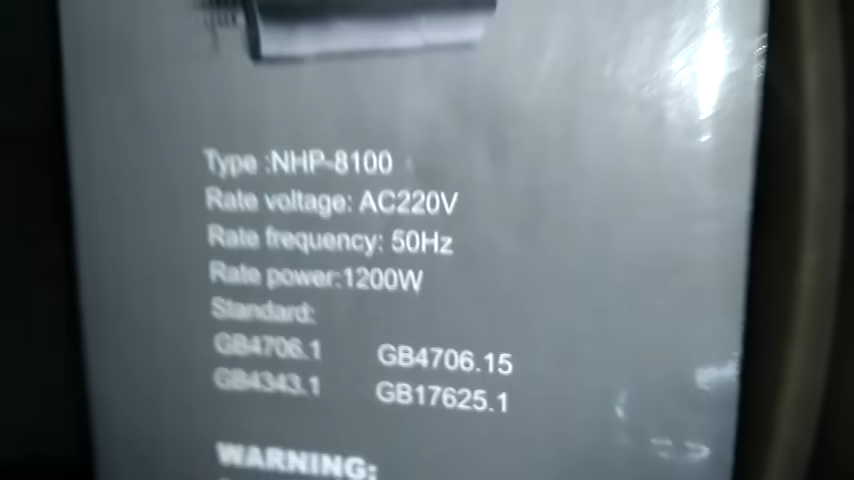 Type :NHP-8100
Rate voltage: AC220V
Rate frequency: 50Hz
Rate power:1200W
Standard:
GB4706.1 GB4706.15
GB4343.1 GB17625.1
WARNING: